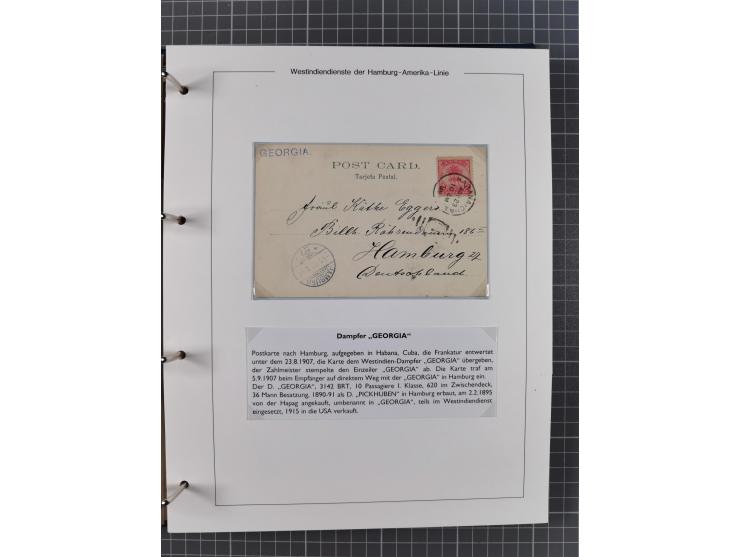 Westindiendienste der Hamburg-Amerika-Linie
GEORGIA.
POST CARD.
Tarjeta Postal.
Fräul Käthe Eggers
Billh. Röhrendamm 186
Hamburg
Deutschland
Dampfer „GEORGIA“
Postkarte nach Hamburg, aufgegeben in Habana, Cuba, die Frankatur entwertet
unter dem 23.8.1907, die Karte dem Westindien-Dampfer „GEORGIA“ übergeben,
der Zahlmeister stempelte den Einzeiler „GEORGIA“ ab. Die Karte traf am
5.9.1907 beim Empfänger auf direktem Weg mit der „GEORGIA“ in Hamburg ein.
Der D. „GEORGIA“, 3142 BRT, 10 Passagiere I. Klasse, 620 im Zwischendeck,
36 Mann Besatzung, 1890-91 als D. „PICKHUBEN“ in Hamburg erbaut, am 2.2.1895
von der Hapag angekauft, umbenannt in „GEORGIA“, teils im Westindiendienst
eingesetzt, 1915 in die USA verkauft.